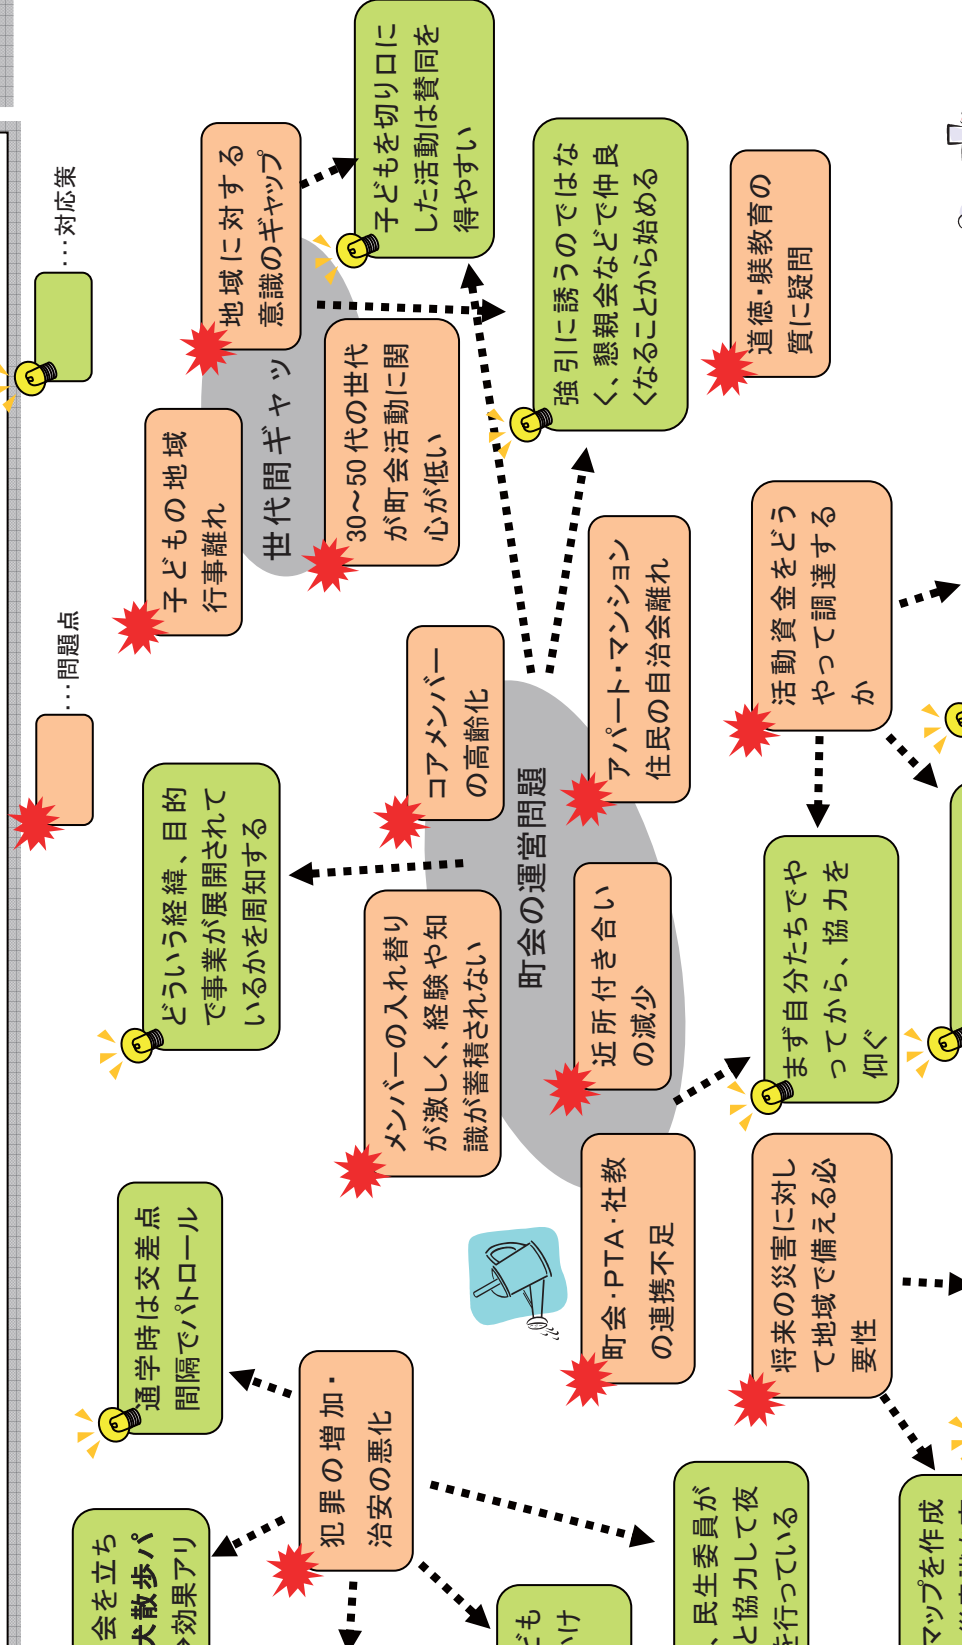 …問題点
…対応策
会を立ち
犬散歩パ
効果アリ
通学時は交差点
間隔でパトロール
どういう経緯、目的
で事業が展開されて
いるかを周知する
子どもの地域
行事離れ
地域に対する
意識のギャップ
世代間ギャッ
30～50代の世代
が町会活動に関
心が低い
子どもを切り口に
した活動は賛同を
得やすい
犯罪の増加・
治安の悪化
メンバーの入れ替り
が激しく、経験や知
識が蓄積されない
コアメンバー
の高齢化
町会の運営問題
近所付き合い
の減少
アパート・マンション
住民の自治会離れ
強引に誘うのではな
く、懇親会などで仲良
くなることから始める
町会・PTA・社教
の連携不足
道徳・躾教育の
質に疑問
ども
いけ
、民生委員が
と協力して夜
を行っている
将来の災害に対し
て地域で備える必
要性
まず自分たちでや
ってから、協力を
仰ぐ
活動資金をどう
やって調達する
か
マップを作成